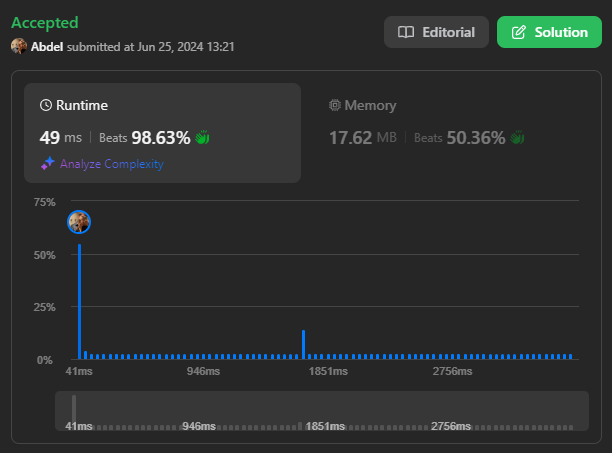 Accepted
Editorial
Solution
Abdel submitted at Jun 25, 2024 13:21
Runtime
Memory
49 ms | Beats 98.63%
17.62 MB | Beats 50.36%
Analyze Complexity
75%
50%
25%
0%
41ms 946ms 1851ms 2756ms
41ms 946ms 1851ms 2756ms